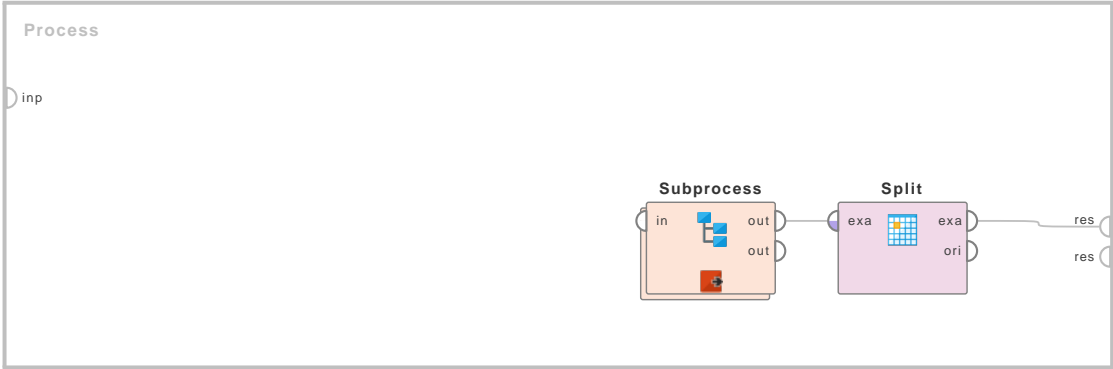 Process
inp
Subprocess Split
in out exa exa res
out ori res